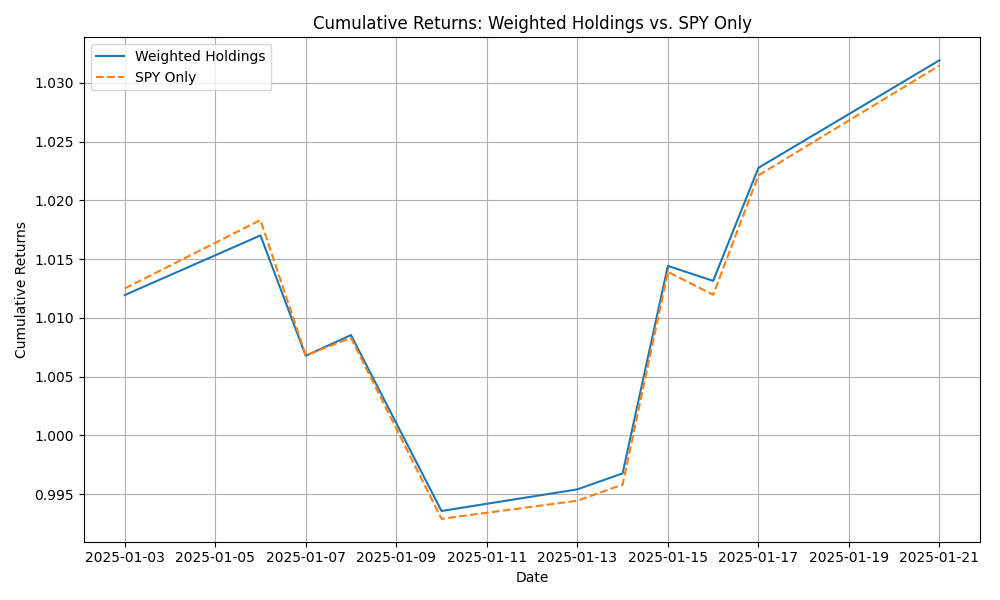 Cumulative Returns: Weighted Holdings vs. SPY Only
Weighted Holdings
SPY Only
Cumulative Returns
1.030
1.025
1.020
1.015
1.010
1.005
1.000
0.995
2025-01-03 2025-01-05 2025-01-07 2025-01-09 2025-01-11 2025-01-13 2025-01-15 2025-01-17 2025-01-19 2025-01-21
Date